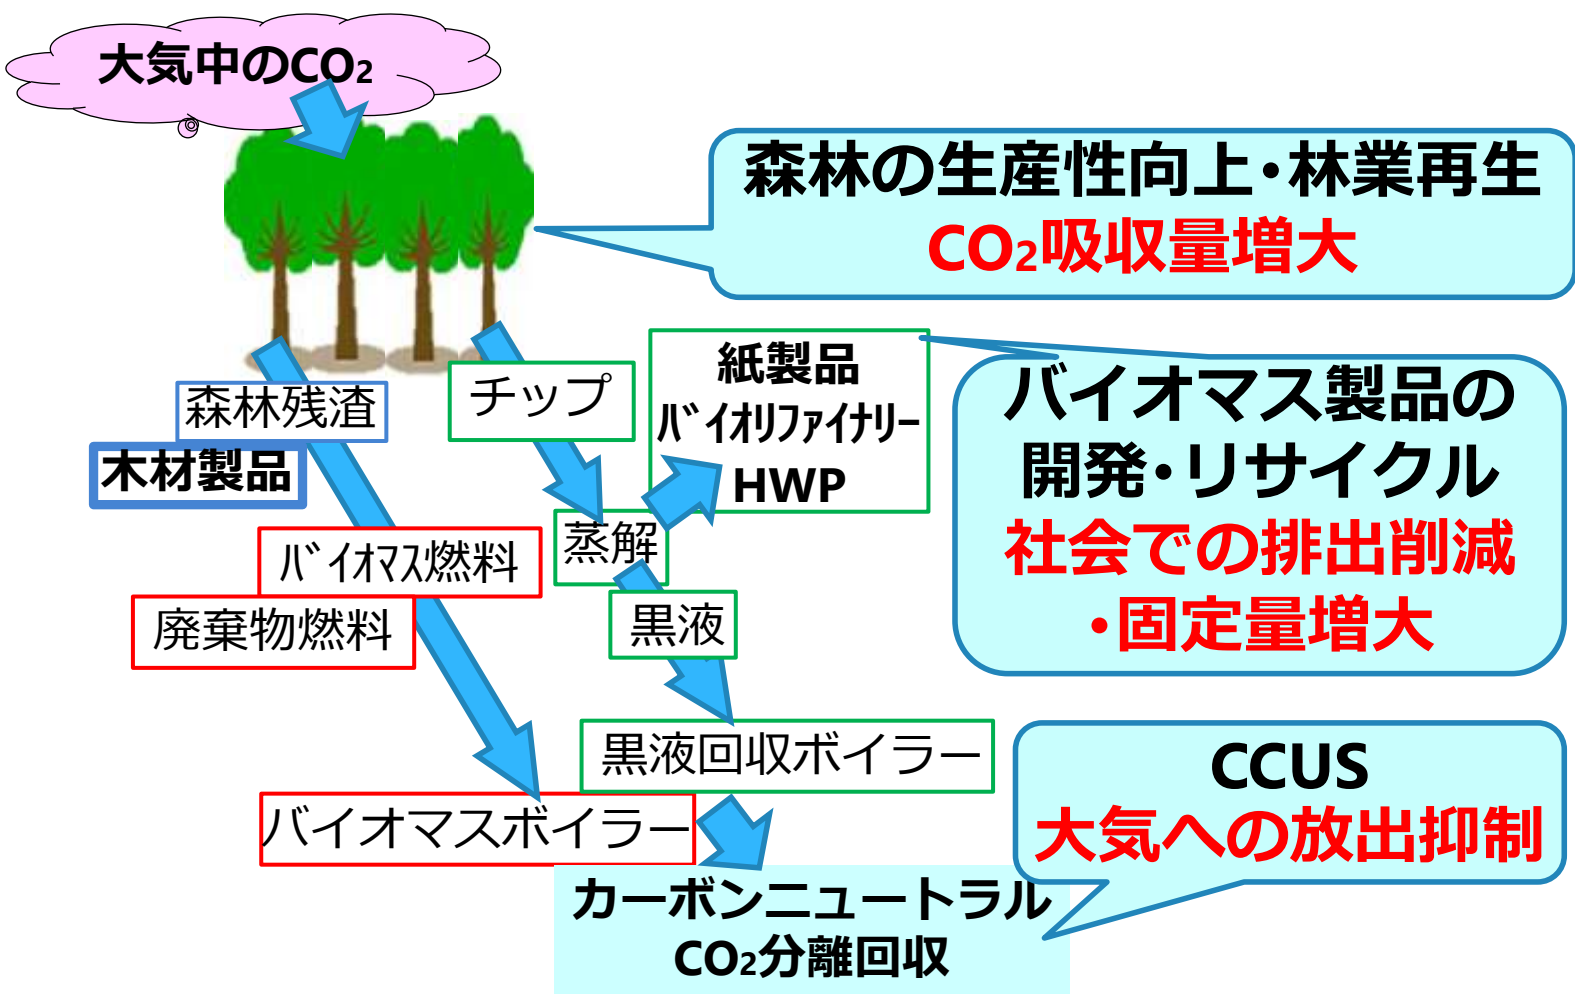 大気中のCO₂
森林の生産性向上・林業再生
CO₂吸収量増大
森林残渣
木材製品
チップ
紙製品
ﾊﾞｲｵﾘﾌｧｲﾅﾘｰ
HWP
バイオマス製品の
開発・リサイクル
社会での排出削減
・固定量増大
蒸解
ﾊﾞｲｵﾏｽ燃料
廃棄物燃料
黒液
黒液回収ボイラー
バイオマスボイラー
CCUS
大気への放出抑制
カーボンニュートラル
CO₂分離回収